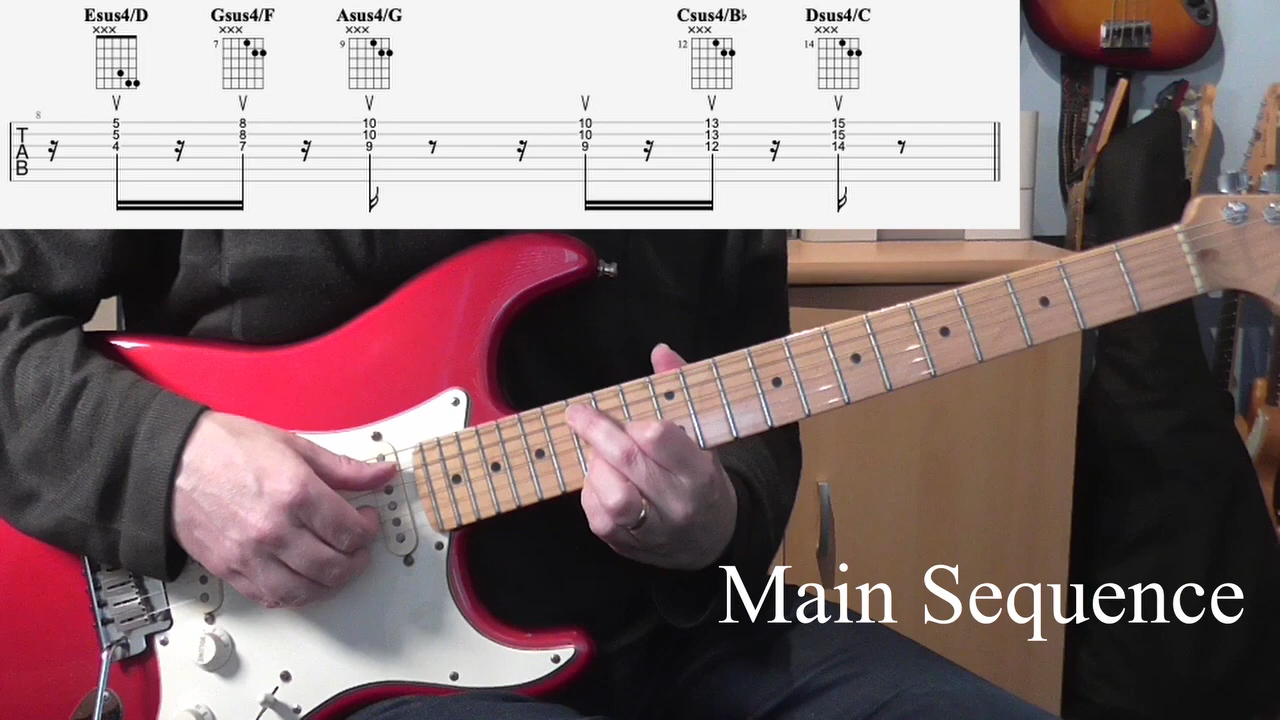 Esus4/D Gsus4/F Asus4/G Csus4/B♭ Dsus4/C
××× ××× ××× ××× ×××
7 9 12 14
8
5 8 10 10 13 15
T 5 8 10 10 13 15
A 4 7 9 9 12 14
B
Main Sequence